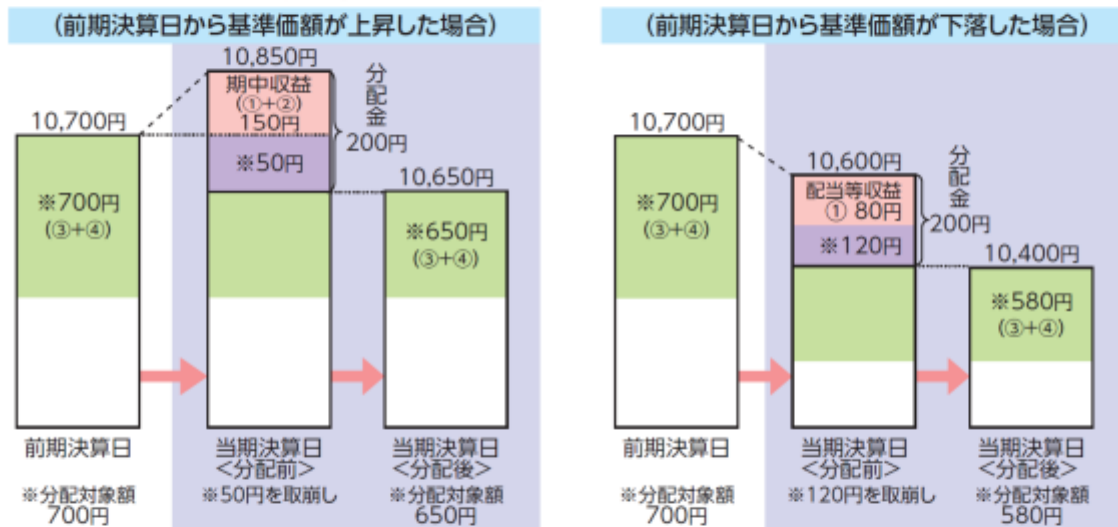 （前期決算日から基準価額が上昇した場合）
10,850円
期中収益
（①＋②）
150円
※50円
分配金
200円
10,700円
※700円
（③＋④）
10,650円
※650円
（③＋④）
前期決算日
当期決算日
＜分配前＞
当期決算日
＜分配後＞
※分配対象額
700円
※50円を取崩し
※分配対象額
650円
（前期決算日から基準価額が下落した場合）
10,700円
※700円
（③＋④）
10,600円
配当等収益
① 80円
※120円
分配金
200円
10,400円
※580円
（③＋④）
前期決算日
当期決算日
＜分配前＞
当期決算日
＜分配後＞
※分配対象額
700円
※120円を取崩し
※分配対象額
580円